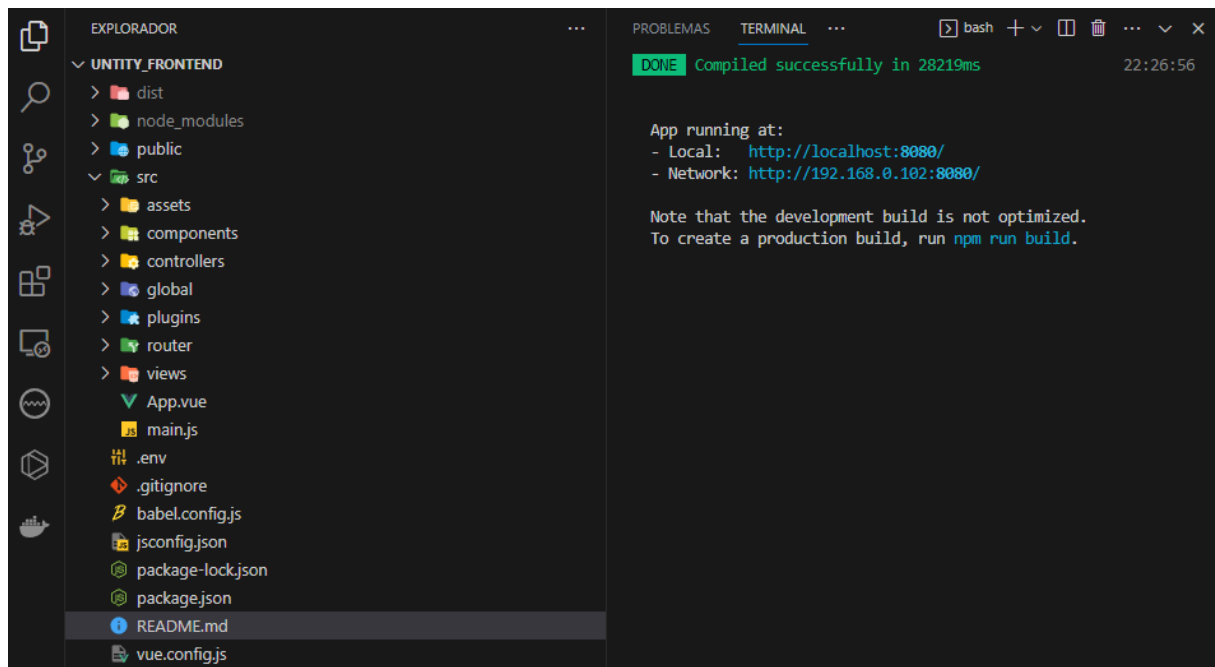 EXPLORADOR ...
UNTITY_FRONTEND
dist
node_modules
public
src
assets
components
controllers
global
plugins
router
views
App.vue
main.js
.env
.gitignore
babel.config.js
jsconfig.json
package-lock.json
package.json
README.md
vue.config.js
PROBLEMAS TERMINAL ... bash ...
DONE Compiled successfully in 28219ms 22:26:56
App running at:
- Local: http://localhost:8080/
- Network: http://192.168.0.102:8080/
Note that the development build is not optimized.
To create a production build, run npm run build.